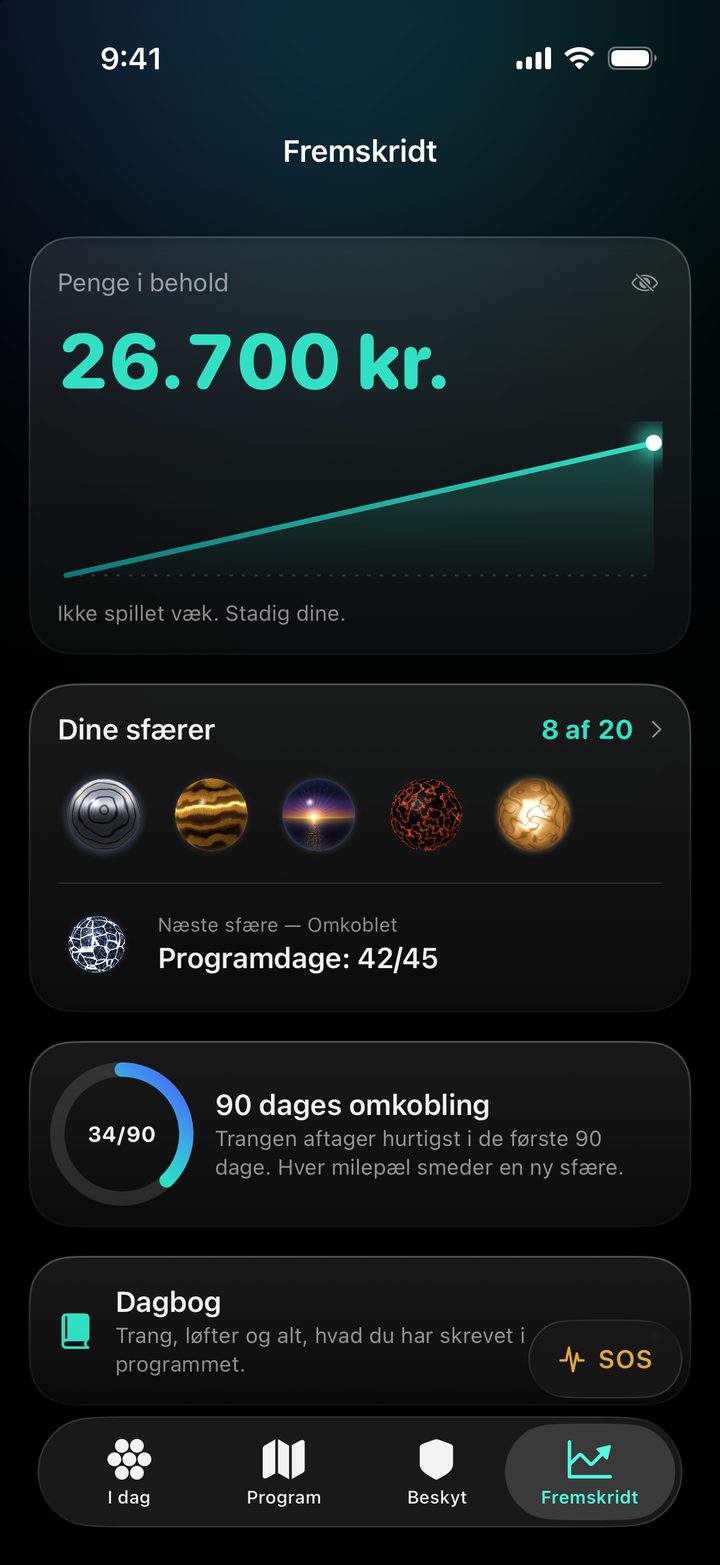 9:41
Fremskridt
Penge i behold
26.700 kr.
Ikke spillet væk. Stadig dine.
Dine sfærer
8 af 20
Næste sfære — Omkoblet
Programdage: 42/45
34/90
90 dages omkobling
Trangen aftager hurtigst i de første 90
dage. Hver milepæl smeder en ny sfære.
Dagbog
Trang, løfter og alt, hvad du har skrevet i
programmet.
SOS
I dag
Program
Beskyt
Fremskridt